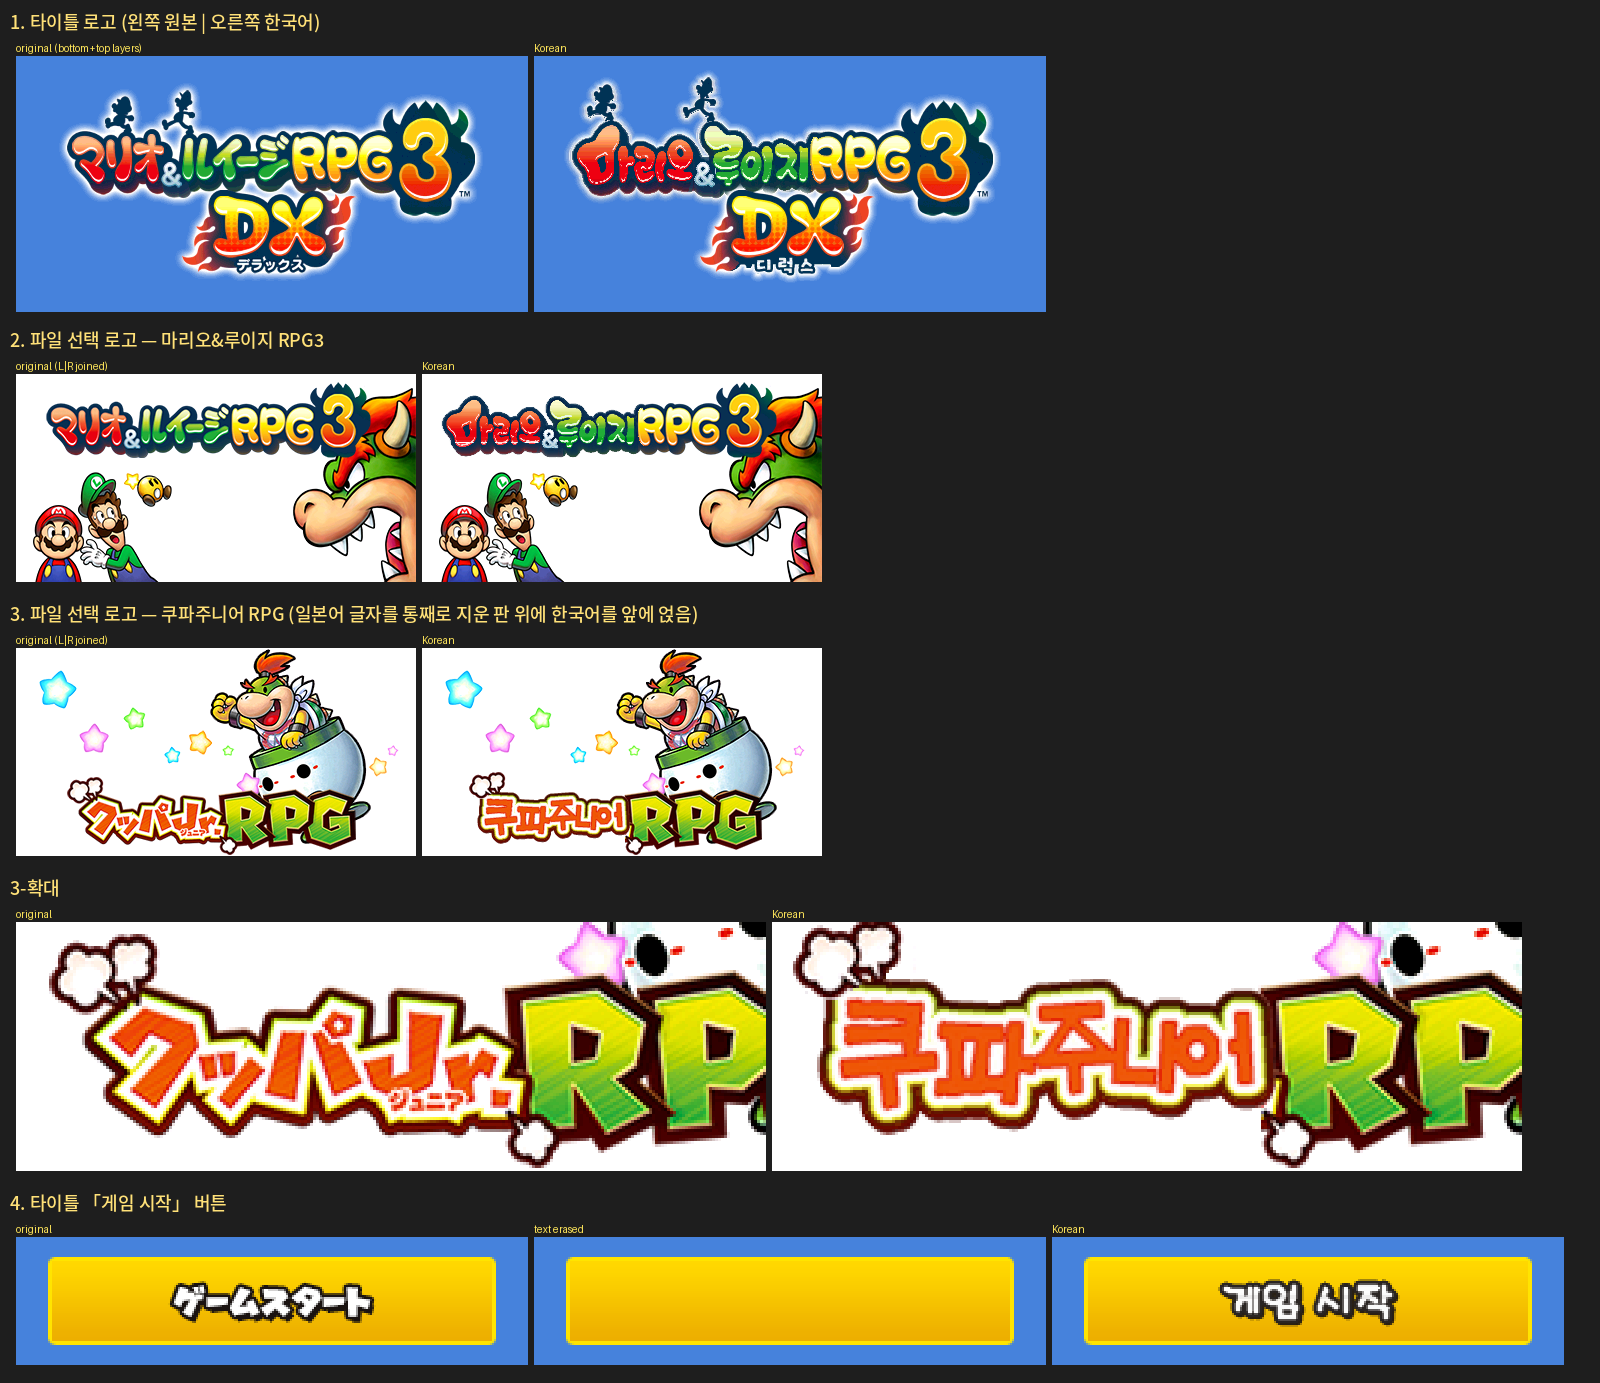 1. 타이틀 로고 (왼쪽 원본 | 오른쪽 한국어)
original (bottom+top layers)
Korean
マリオ&ルイージRPG3
TM
DX
デラックス
마리오&루이지RPG3
TM
DX
디럭스
2. 파일 선택 로고 — 마리오&루이지 RPG3
original (L|R joined)
Korean
マリオ&ルイージRPG3
마리오&루이지RPG3
3. 파일 선택 로고 — 쿠파주니어 RPG (일본어 글자를 통째로 지운 판 위에 한국어를 앞에 얹음)
original (L|R joined)
Korean
クッパJr.RPG
ジュニア
쿠파주니어RPG
3-확대
original
Korean
クッパJr.RP
ジュニア
쿠파주니어RP
4. 타이틀 「게임 시작」 버튼
original
text erased
Korean
ゲームスタート
게임 시작